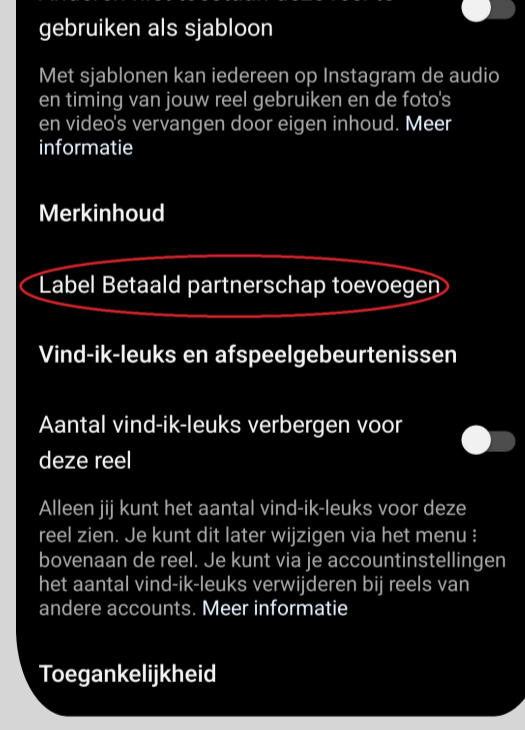 gebruiken als sjabloon
Met sjablonen kan iedereen op Instagram de audio
en timing van jouw reel gebruiken en de foto's
en video's vervangen door eigen inhoud. Meer
informatie
Merkinhoud
Label Betaald partnerschap toevoegen
Vind-ik-leuks en afspeelgebeurtenissen
Aantal vind-ik-leuks verbergen voor
deze reel
Alleen jij kunt het aantal vind-ik-leuks voor deze
reel zien. Je kunt dit later wijzigen via het menu ⋮
bovenaan de reel. Je kunt via je accountinstellingen
het aantal vind-ik-leuks verwijderen bij reels van
andere accounts. Meer informatie
Toegankelijkheid